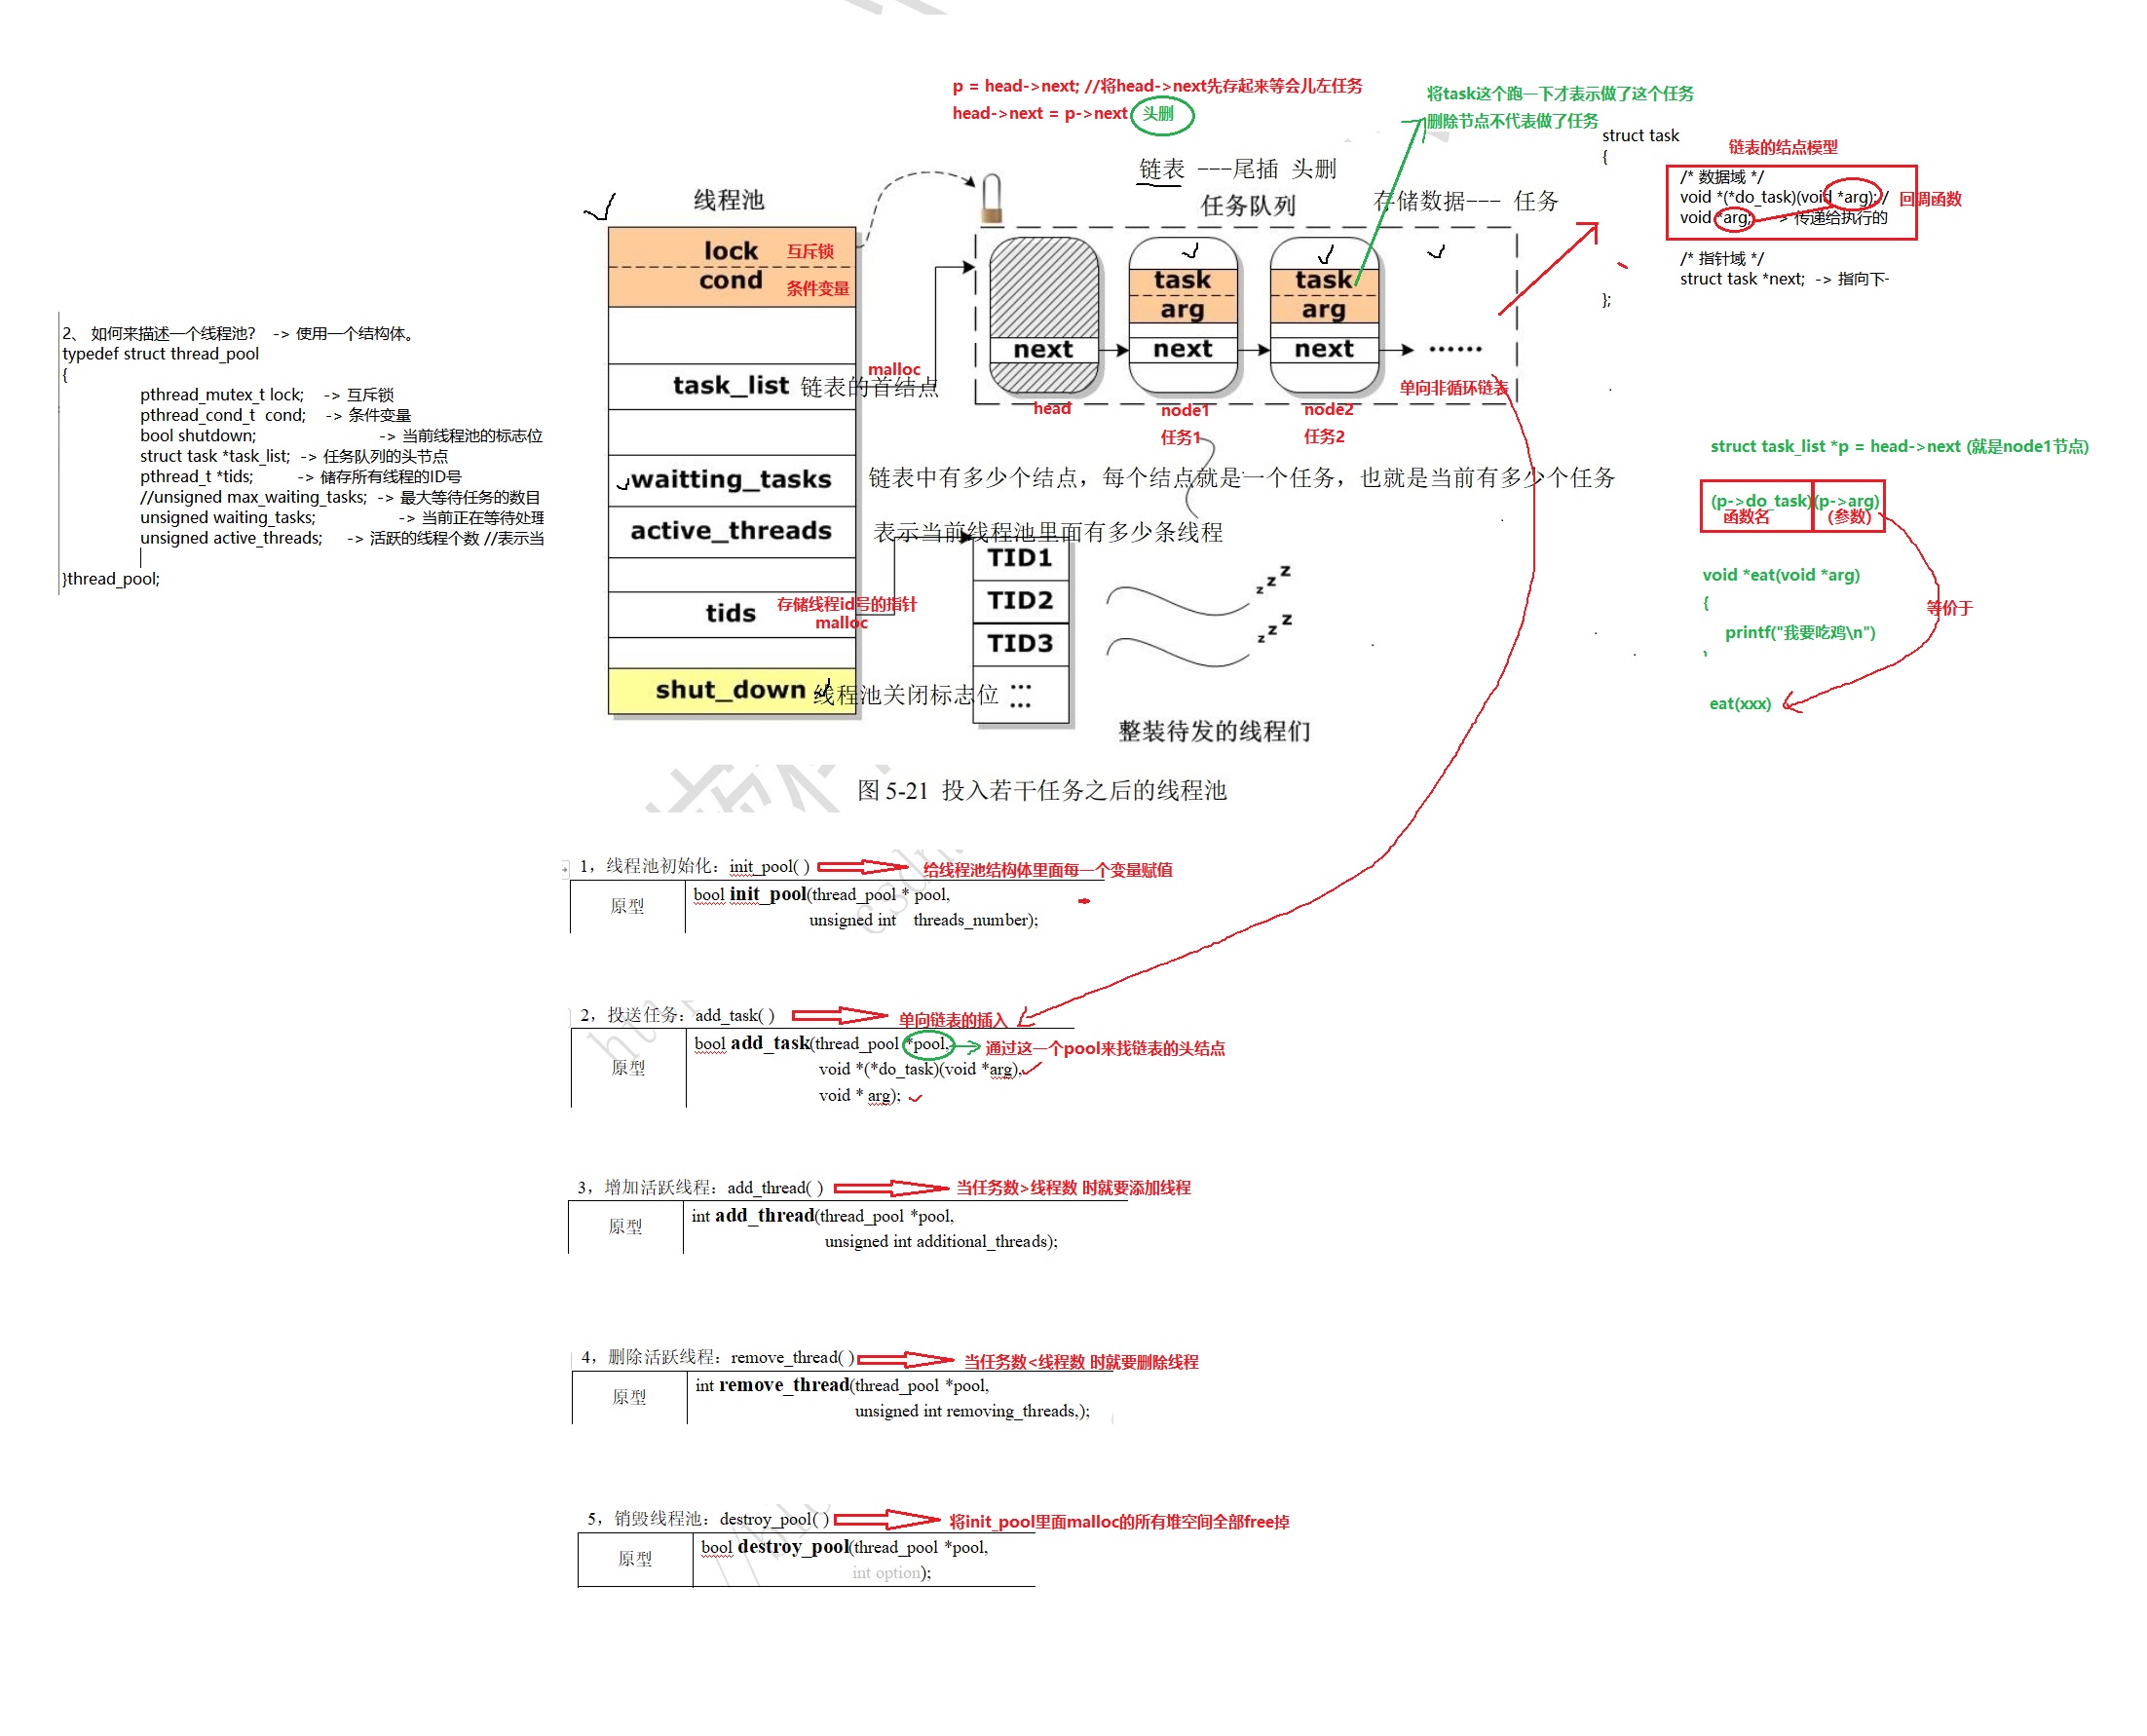 p = head->next; //将head->next先存起来等会儿左任务
head->next = p->next 头删
将task这个跑一下才表示做了这个任务
删除节点不代表做了任务
链表 ---尾插 头删
任务队列
存储数据--- 任务
线程池
lock 互斥锁
cond 条件变量
task_list 链表的首结点
malloc
waitting_tasks 链表中有多少个结点，每个结点就是一个任务，也就是当前有多少个任务
active_threads 表示当前线程池里面有多少条线程
tids 存储线程id号的指针
malloc
shut_down 线程池关闭标志位
next
task
arg
next
task
arg
next
……
head
node1
任务1
node2
任务2
单向非循环链表
TID1
TID2
TID3
...
...
z z z
z z z
整装待发的线程们
图 5-21 投入若干任务之后的线程池
struct task
{
链表的结点模型
/* 数据域 */
void *(*do_task)(void *arg); / 回调函数
void *arg; -> 传递给执行的
/* 指针域 */
struct task *next; -> 指向下
};
struct task_list *p = head->next (就是node1节点)
(p->do_task)(p->arg)
函数名 (参数)
void *eat(void *arg)
{
printf("我要吃鸡\n")
等价于
eat(xxx)
2、 如何来描述一个线程池？ -> 使用一个结构体。
typedef struct thread_pool
{
pthread_mutex_t lock; -> 互斥锁
pthread_cond_t cond; -> 条件变量
bool shutdown; -> 当前线程池的标志位
struct task *task_list; -> 任务队列的头节点
pthread_t *tids; -> 储存所有线程的ID号
//unsigned max_waiting_tasks; -> 最大等待任务的数目
unsigned waiting_tasks; -> 当前正在等待处理
unsigned active_threads; -> 活跃的线程个数 //表示当
}thread_pool;
1，线程池初始化：init_pool( ) 给线程池结构体里面每一个变量赋值
原型
bool init_pool(thread_pool * pool,
unsigned int threads_number);
2，投送任务：add_task( ) 单向链表的插入
原型
bool add_task(thread_pool *pool, 通过这一个pool来找链表的头结点
void *(*do_task)(void *arg),
void * arg);
3，增加活跃线程：add_thread( ) 当任务数>线程数 时就要添加线程
原型
int add_thread(thread_pool *pool,
unsigned int additional_threads);
4，删除活跃线程：remove_thread( ) 当任务数<线程数 时就要删除线程
原型
int remove_thread(thread_pool *pool,
unsigned int removing_threads,);
5，销毁线程池：destroy_pool( ) 将init_pool里面malloc的所有堆空间全部free掉
原型
bool destroy_pool(thread_pool *pool,
int option);